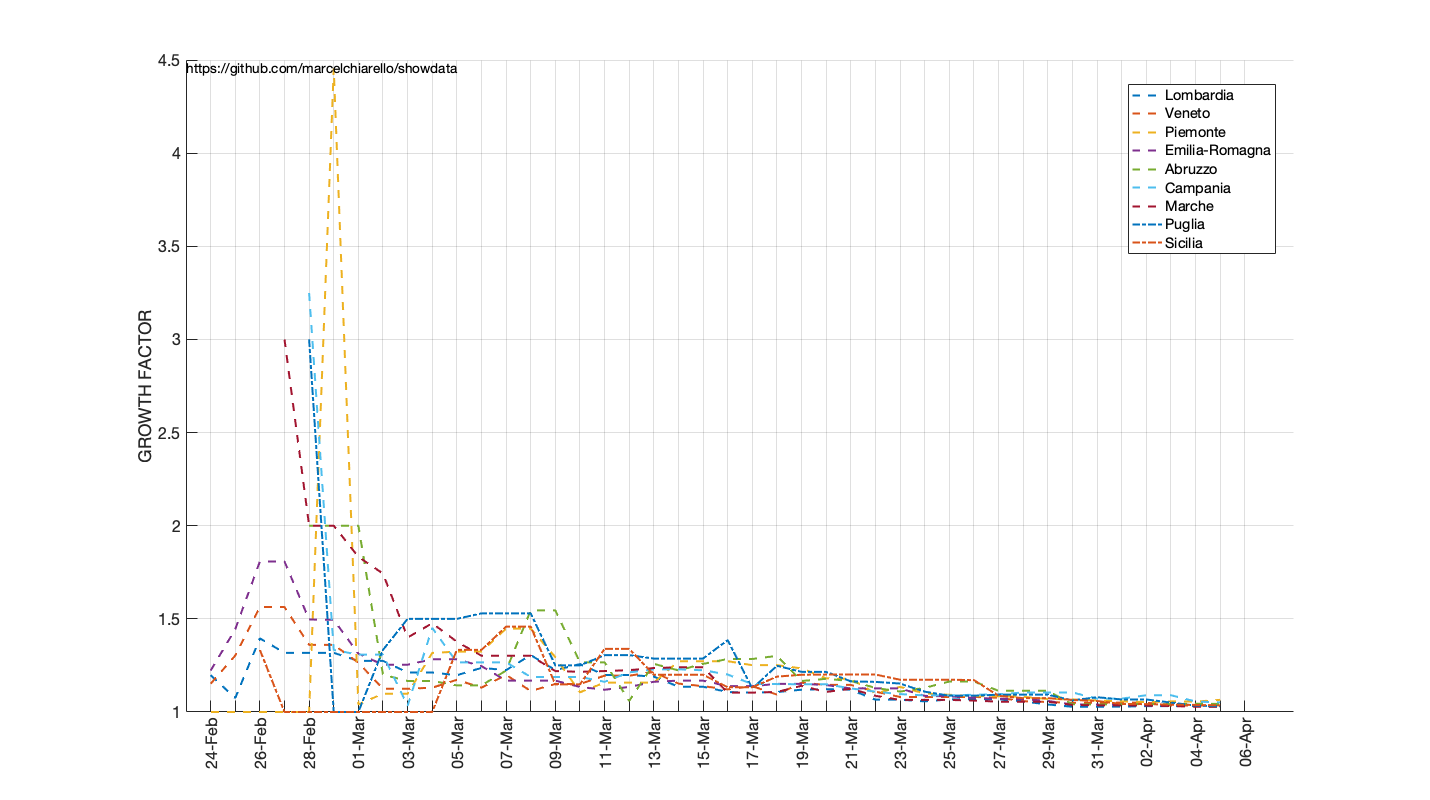 https://github.com/marcelchiarello/showdata
4.5
4
3.5
3
2.5
2
1.5
1
GROWTH FACTOR
Lombardia
Veneto
Piemonte
Emilia-Romagna
Abruzzo
Campania
Marche
Puglia
Sicilia
24-Feb
26-Feb
28-Feb
01-Mar
03-Mar
05-Mar
07-Mar
09-Mar
11-Mar
13-Mar
15-Mar
17-Mar
19-Mar
21-Mar
23-Mar
25-Mar
27-Mar
29-Mar
31-Mar
02-Apr
04-Apr
06-Apr